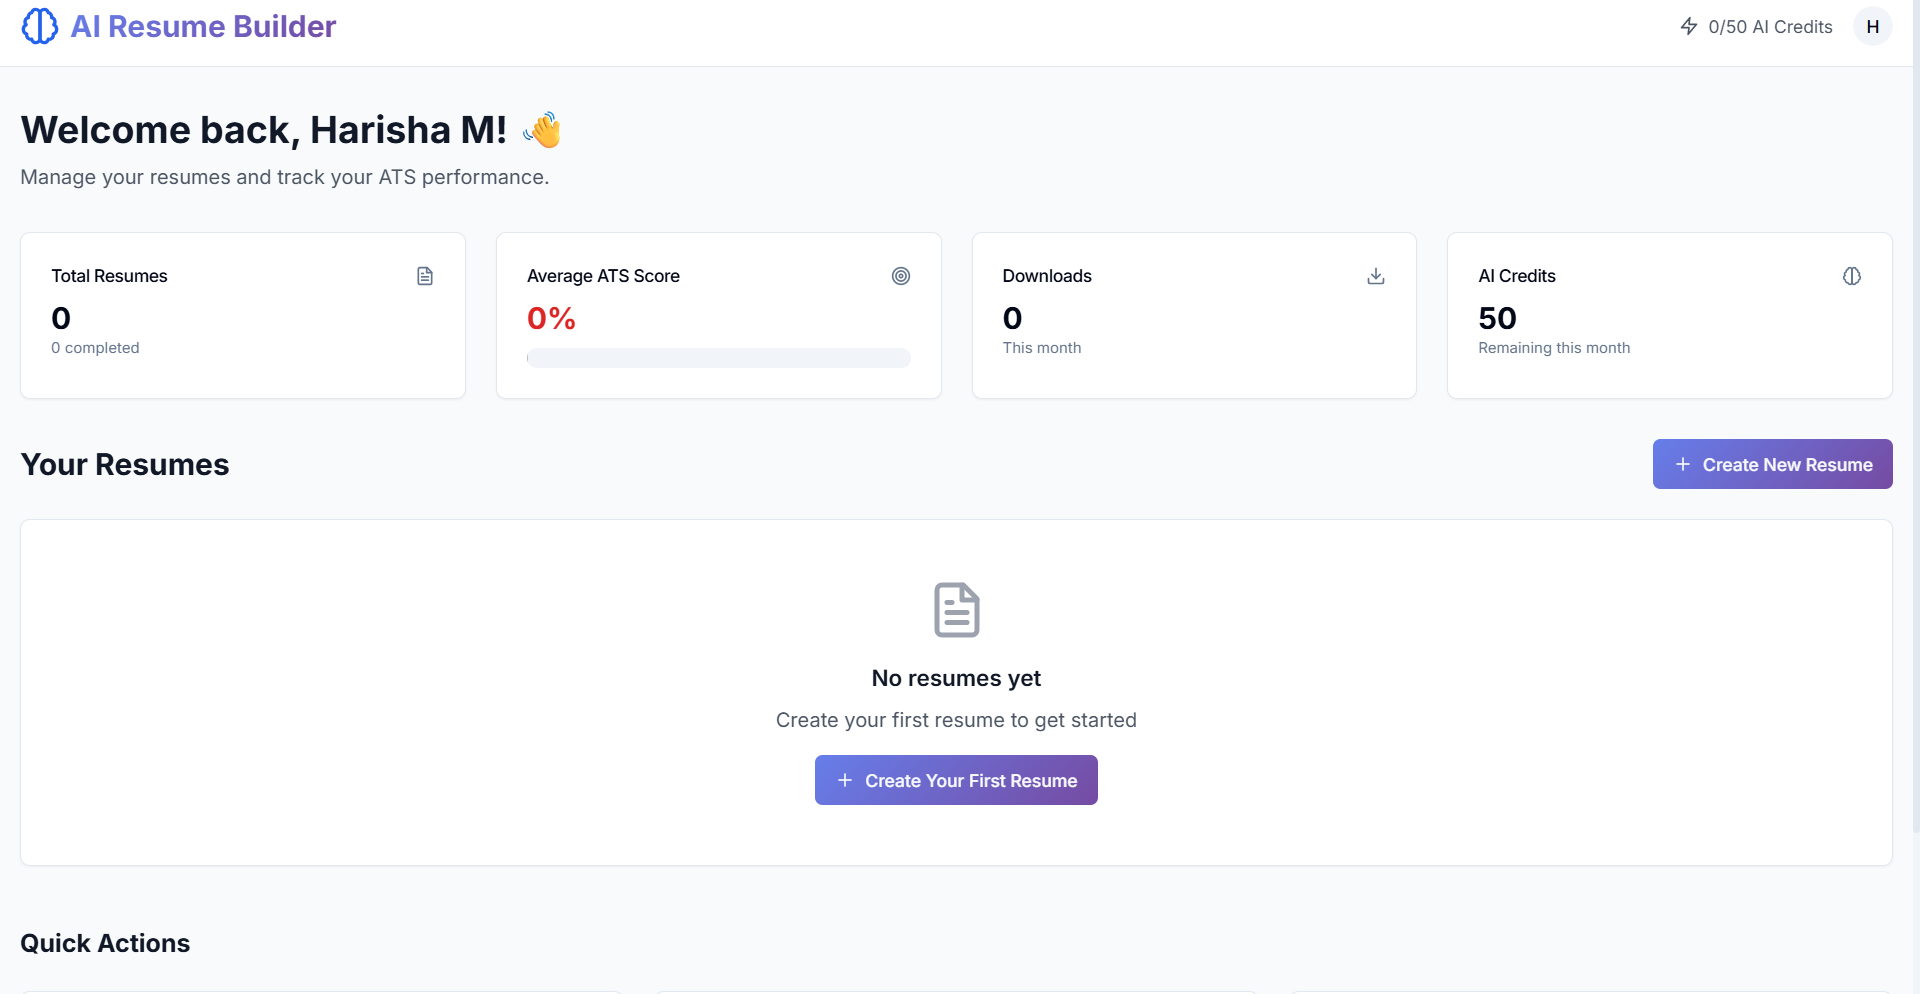 AI Resume Builder
0/50 AI Credits
H
Welcome back, Harisha M! 👋
Manage your resumes and track your ATS performance.
Total Resumes
0
0 completed
Average ATS Score
0%
Downloads
0
This month
AI Credits
50
Remaining this month
Your Resumes
+ Create New Resume
No resumes yet
Create your first resume to get started
+ Create Your First Resume
Quick Actions